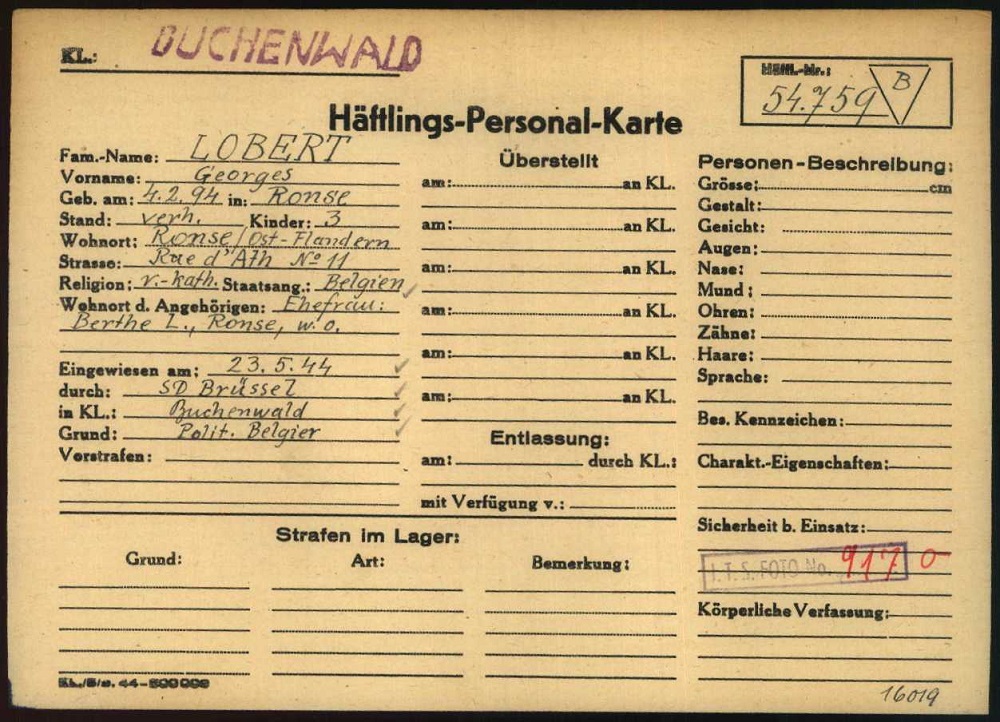 KL.: BUCHENWALD
Häftl.-Nr.:
54.759 B
Häftlings-Personal-Karte
Fam.-Name: LOBERT
Vorname: Georges
Geb. am: 4.2.94 in: Ronse
Stand: verh. Kinder: 3
Wohnort: Ronse/Ost-Flandern
Strasse: Rue d'Ath No 11
Religion: r.-kath. Staatsang.: Belgien
Wohnort d. Angehörigen: Ehefrau:
Berthe L., Ronse, w.o.
Eingewiesen am: 23.5.44
durch: SD Brüssel
in KL.: Buchenwald
Grund: Polit. Belgier
Vorstrafen:
Überstellt
am: an KL.
am: an KL.
am: an KL.
am: an KL.
am: an KL.
am: an KL.
Entlassung:
am: durch KL.:
mit Verfügung v.:
Personen-Beschreibung:
Grösse: cm
Gestalt:
Gesicht:
Augen:
Nase:
Mund:
Ohren:
Zähne:
Haare:
Sprache:
Bes. Kennzeichen:
Charakt.-Eigenschaften:
Sicherheit b. Einsatz:
I.T.S. FOTO No. 917 0
Körperliche Verfassung:
Strafen im Lager:
Grund: Art: Bemerkung:
16019